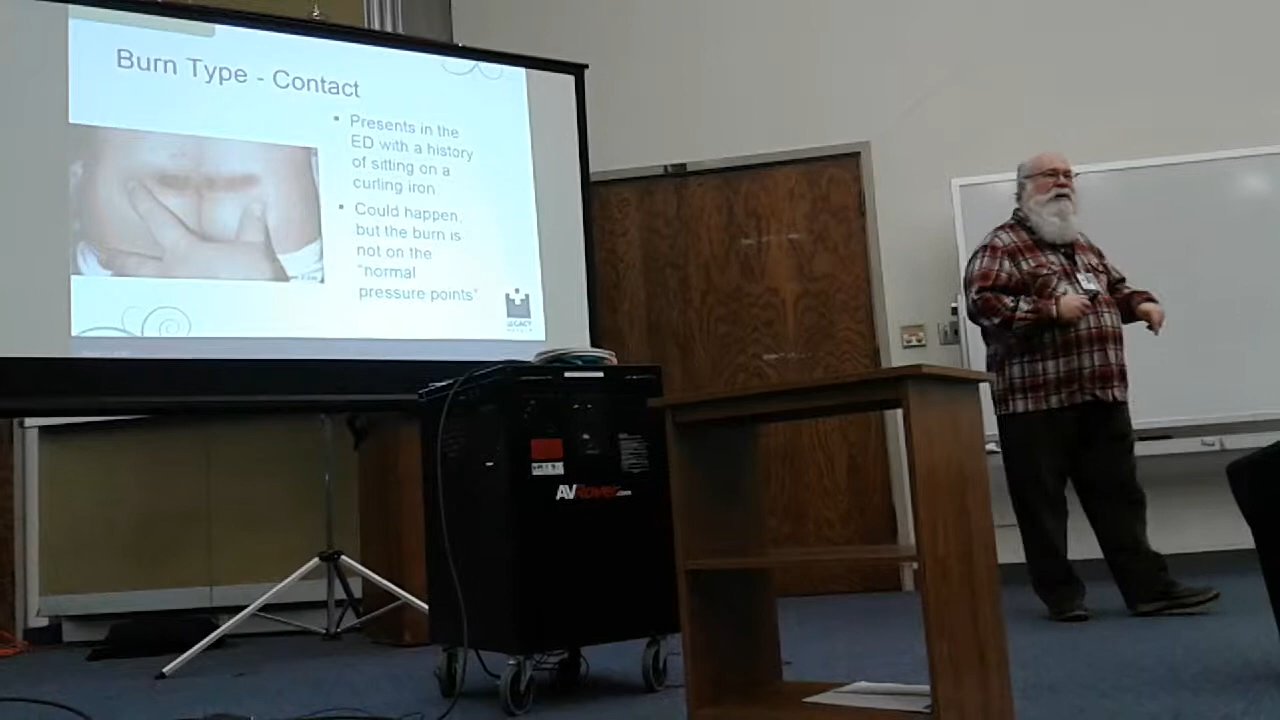 Burn Type - Contact
• Presents in the
ED with a history
of sitting on a
curling iron
• Could happen,
but the burn is
not on the
"normal
pressure points"
LEGACY
AVRover.com